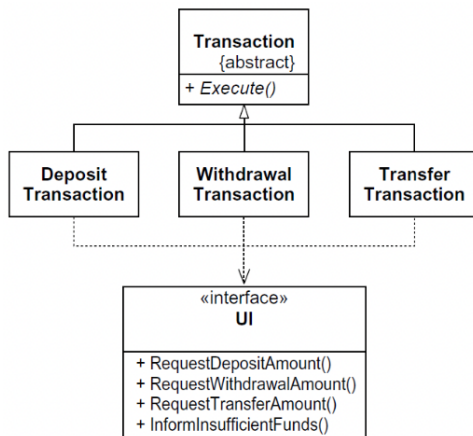 Transaction
{abstract}
+ Execute()
Deposit
Transaction
Withdrawal
Transaction
Transfer
Transaction
«interface»
UI
+ RequestDepositAmount()
+ RequestWithdrawalAmount()
+ RequestTransferAmount()
+ InformInsufficientFunds()